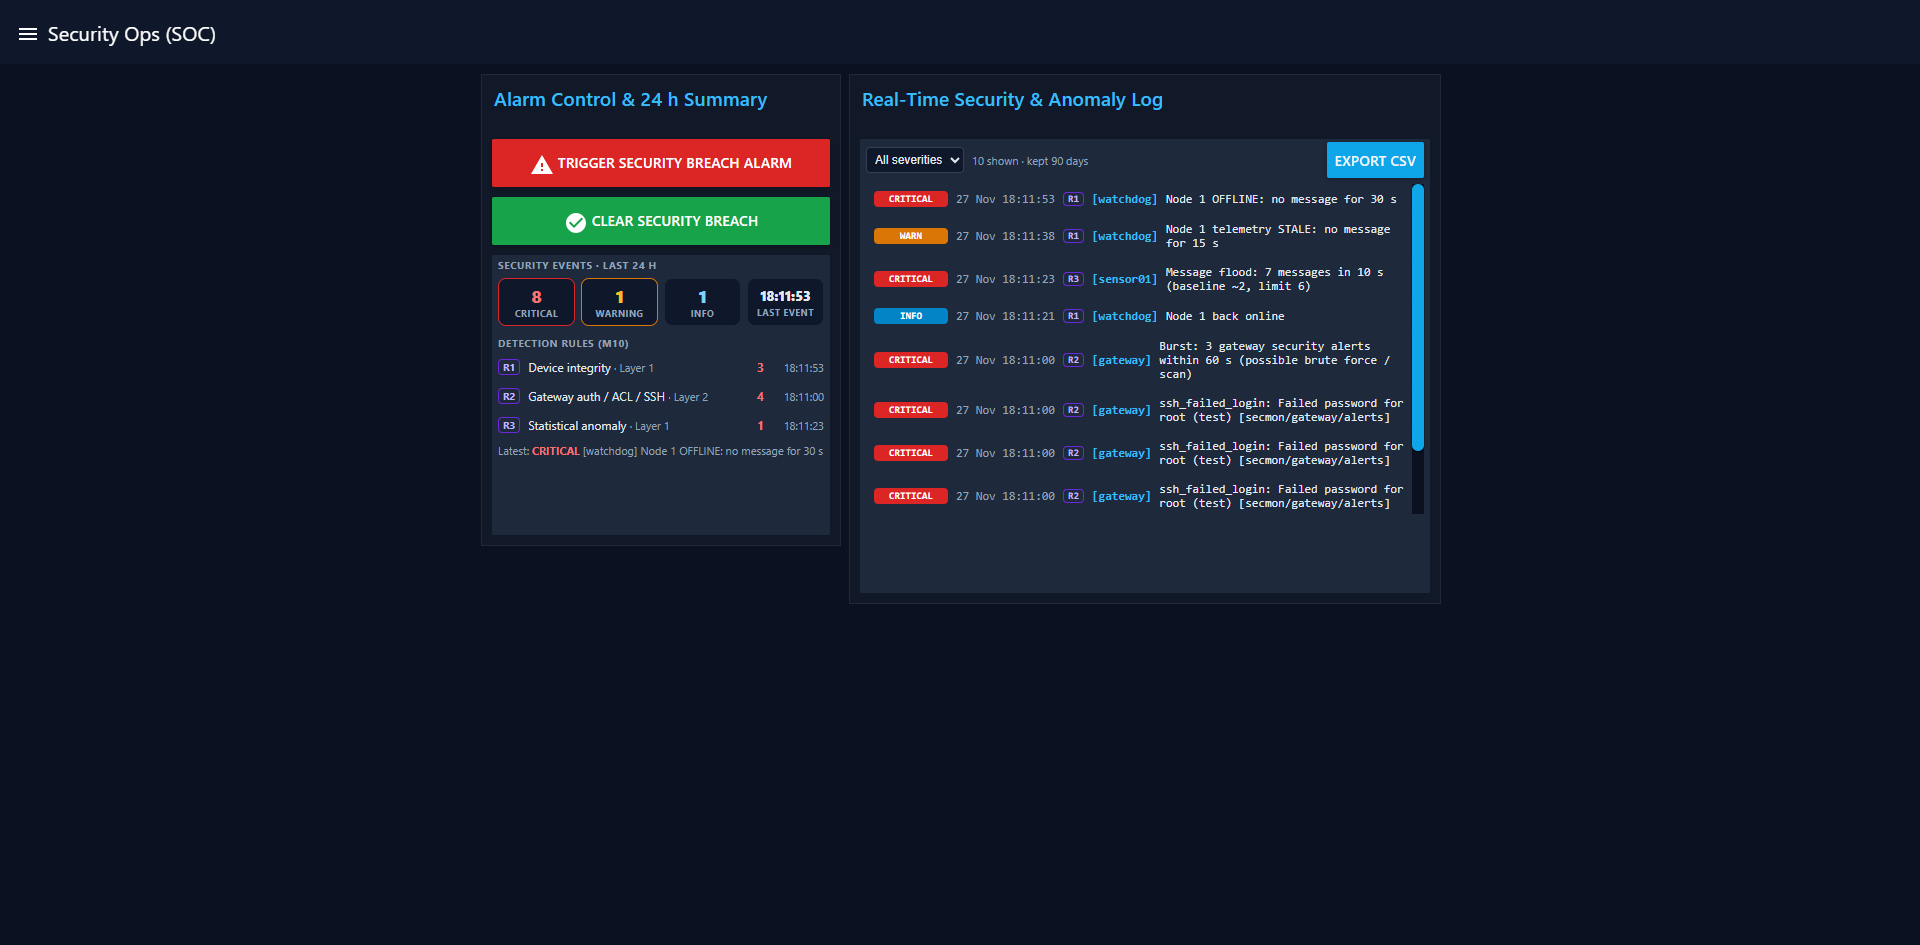 Security Ops (SOC)
Alarm Control & 24 h Summary
TRIGGER SECURITY BREACH ALARM
CLEAR SECURITY BREACH
SECURITY EVENTS · LAST 24 H
8 1 1 18:11:53
CRITICAL WARNING INFO LAST EVENT
DETECTION RULES (M10)
R1 Device integrity · Layer 1 3 18:11:53
R2 Gateway auth / ACL / SSH · Layer 2 4 18:11:00
R3 Statistical anomaly · Layer 1 1 18:11:23
Latest: CRITICAL [watchdog] Node 1 OFFLINE: no message for 30 s
Real-Time Security & Anomaly Log
All severities 10 shown · kept 90 days EXPORT CSV
CRITICAL 27 Nov 18:11:53 R1 [watchdog] Node 1 OFFLINE: no message for 30 s
WARN 27 Nov 18:11:38 R1 [watchdog] Node 1 telemetry STALE: no message
for 15 s
CRITICAL 27 Nov 18:11:23 R3 [sensor01] Message flood: 7 messages in 10 s
(baseline ~2, limit 6)
INFO 27 Nov 18:11:21 R1 [watchdog] Node 1 back online
CRITICAL 27 Nov 18:11:00 R2 [gateway] Burst: 3 gateway security alerts
within 60 s (possible brute force /
scan)
CRITICAL 27 Nov 18:11:00 R2 [gateway] ssh_failed_login: Failed password for
root (test) [secmon/gateway/alerts]
CRITICAL 27 Nov 18:11:00 R2 [gateway] ssh_failed_login: Failed password for
root (test) [secmon/gateway/alerts]
CRITICAL 27 Nov 18:11:00 R2 [gateway] ssh_failed_login: Failed password for
root (test) [secmon/gateway/alerts]